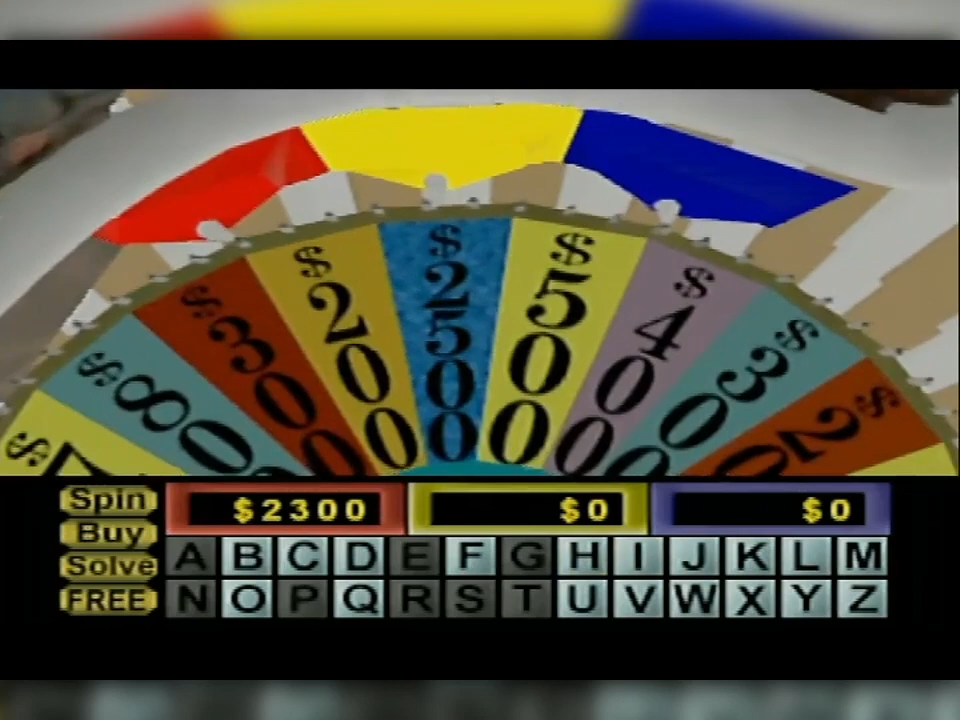 $200
$2500
$500
$400
$300
$300
$800
$200
$
Spin
Buy
Solve
FREE
$2300
$0
$0
A B C D E F G H I J K L M
N O P Q R S T U V W X Y Z